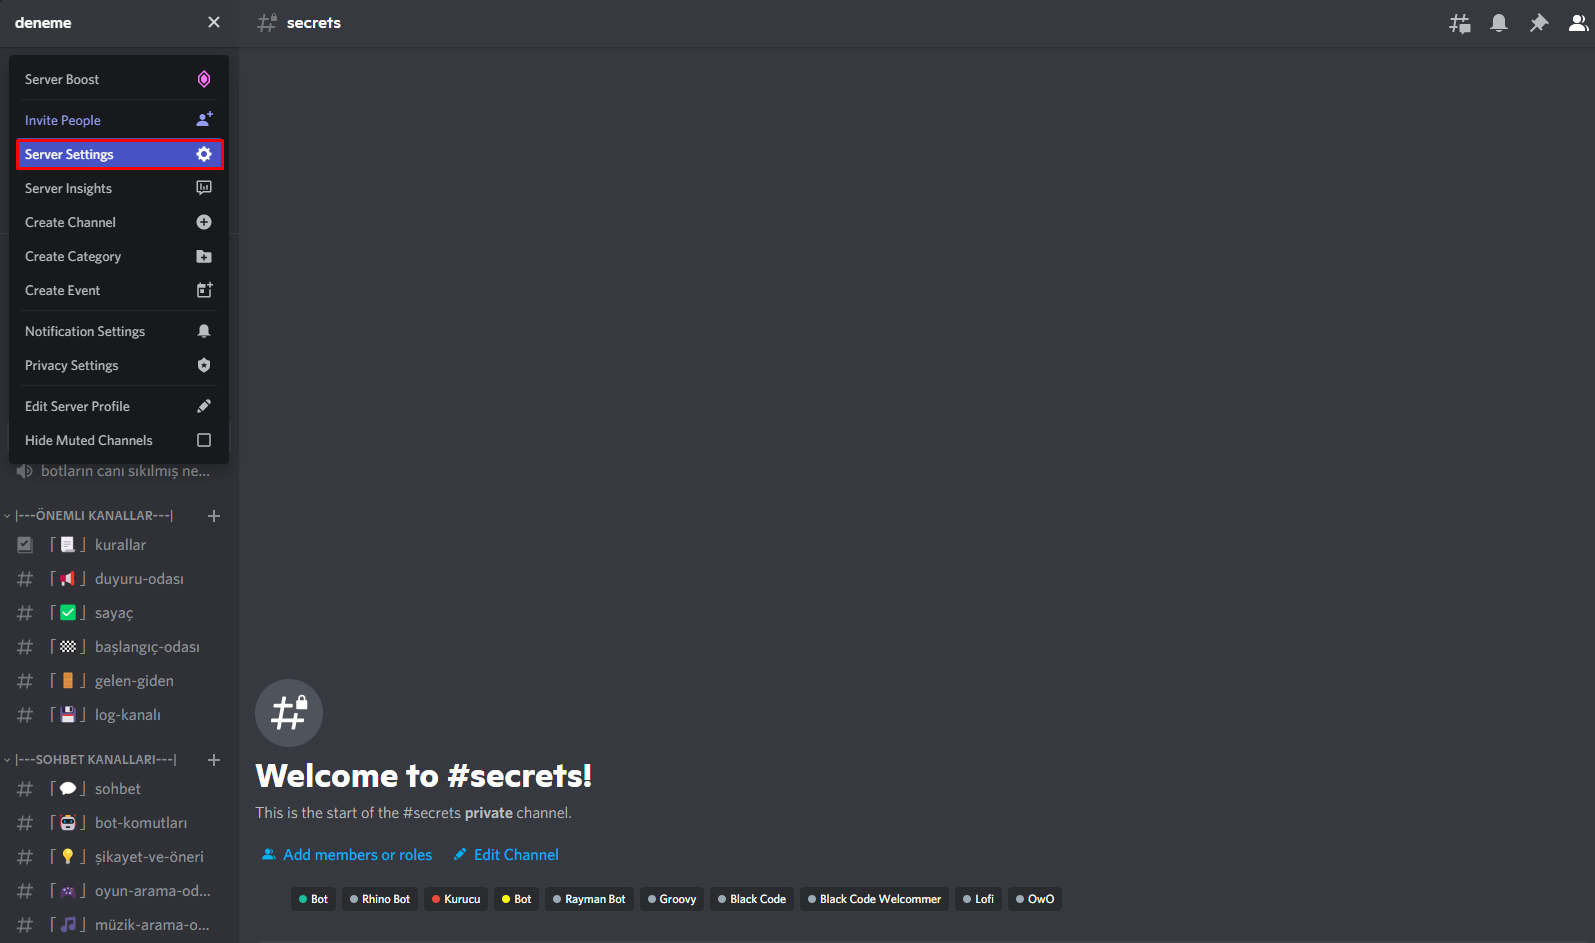 deneme
secrets
Server Boost
Invite People
Server Settings
Server Insights
Create Channel
Create Category
Create Event
Notification Settings
Privacy Settings
Edit Server Profile
Hide Muted Channels
botların canı sıkılmış ne...
|---ÖNEMLI KANALLAR---|
「📃」kurallar
「📢」duyuru-odası
「✅」sayaç
「🏁」başlangıç-odası
「🚪」gelen-giden
「💾」log-kanalı
|---SOHBET KANALLARI---|
「💬」sohbet
「🤖」bot-komutları
「💡」şikayet-ve-öneri
「🎮」oyun-arama-od...
「🎵」müzik-arama-o...
Welcome to #secrets!
This is the start of the #secrets private channel.
Add members or roles Edit Channel
Bot Rhino Bot Kurucu Bot Rayman Bot Groovy Black Code Black Code Welcommer Lofi OwO